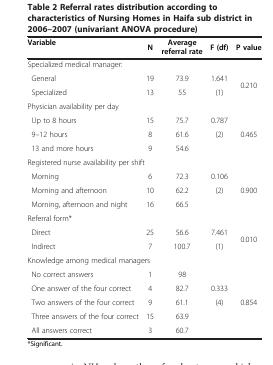 Table 2 Referral rates distribution according to
characteristics of Nursing Homes in Haifa sub district in
2006–2007 (univariant ANOVA procedure)
Variable N Average referral rate F (df) P value
Specialized medical manager:
General 19 73.9 1.641 0.210
Specialized 13 55 (1)
Physician availability per day
Up to 8 hours 15 75.7 0.787
9–12 hours 8 61.6 (2) 0.465
13 and more hours 9 54.6
Registered nurse availability per shift
Morning 6 72.3 0.106
Morning and afternoon 10 62.2 (2) 0.900
Morning, afternoon and night 16 66.5
Referral form*
Direct 25 56.6 7.461 0.010
Indirect 7 100.7 (1)
Knowledge among medical managers
No correct answers 1 98
One answer of the four correct 4 82.7 0.333
Two answers of the four correct 9 61.1 (4) 0.854
Three answers of the four correct 15 63.9
All answers correct 3 60.7
*Significant.